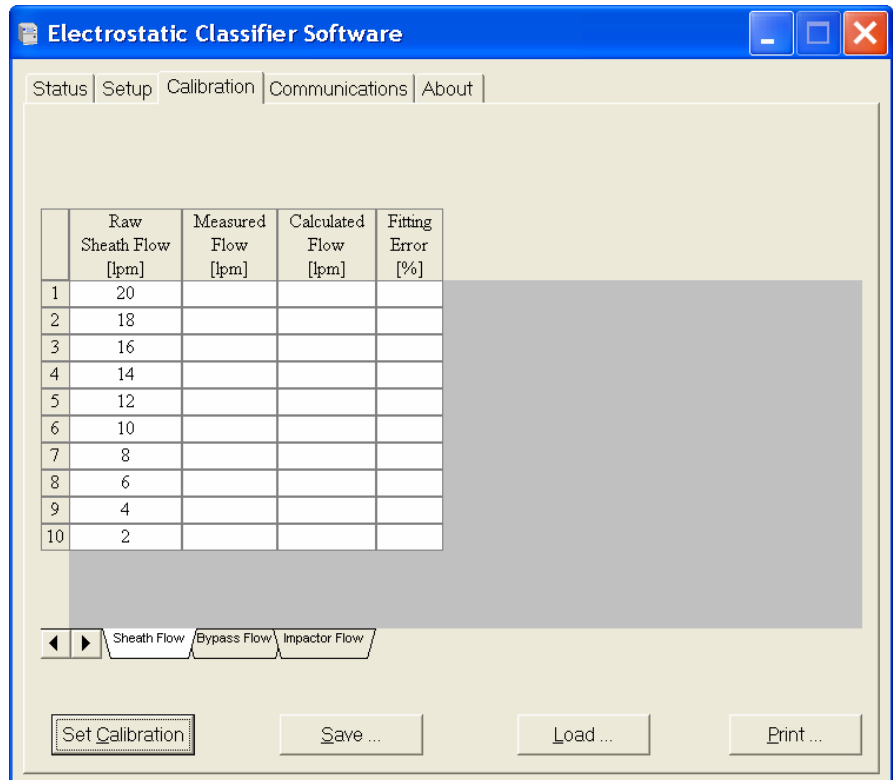 Electrostatic Classifier Software
Status Setup Calibration Communications About
Raw Sheath Flow [lpm] Measured Flow [lpm] Calculated Flow [lpm] Fitting Error [%]
1 20
2 18
3 16
4 14
5 12
6 10
7 8
8 6
9 4
10 2
Sheath Flow Bypass Flow Impactor Flow
Set Calibration Save ... Load ... Print ...